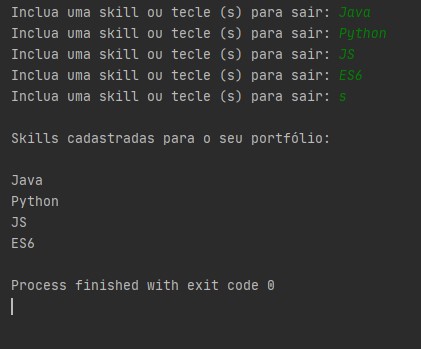 Inclua uma skill ou tecle (s) para sair: Java
Inclua uma skill ou tecle (s) para sair: Python
Inclua uma skill ou tecle (s) para sair: JS
Inclua uma skill ou tecle (s) para sair: ES6
Inclua uma skill ou tecle (s) para sair: s
Skills cadastradas para o seu portfólio:
Java
Python
JS
ES6
Process finished with exit code 0